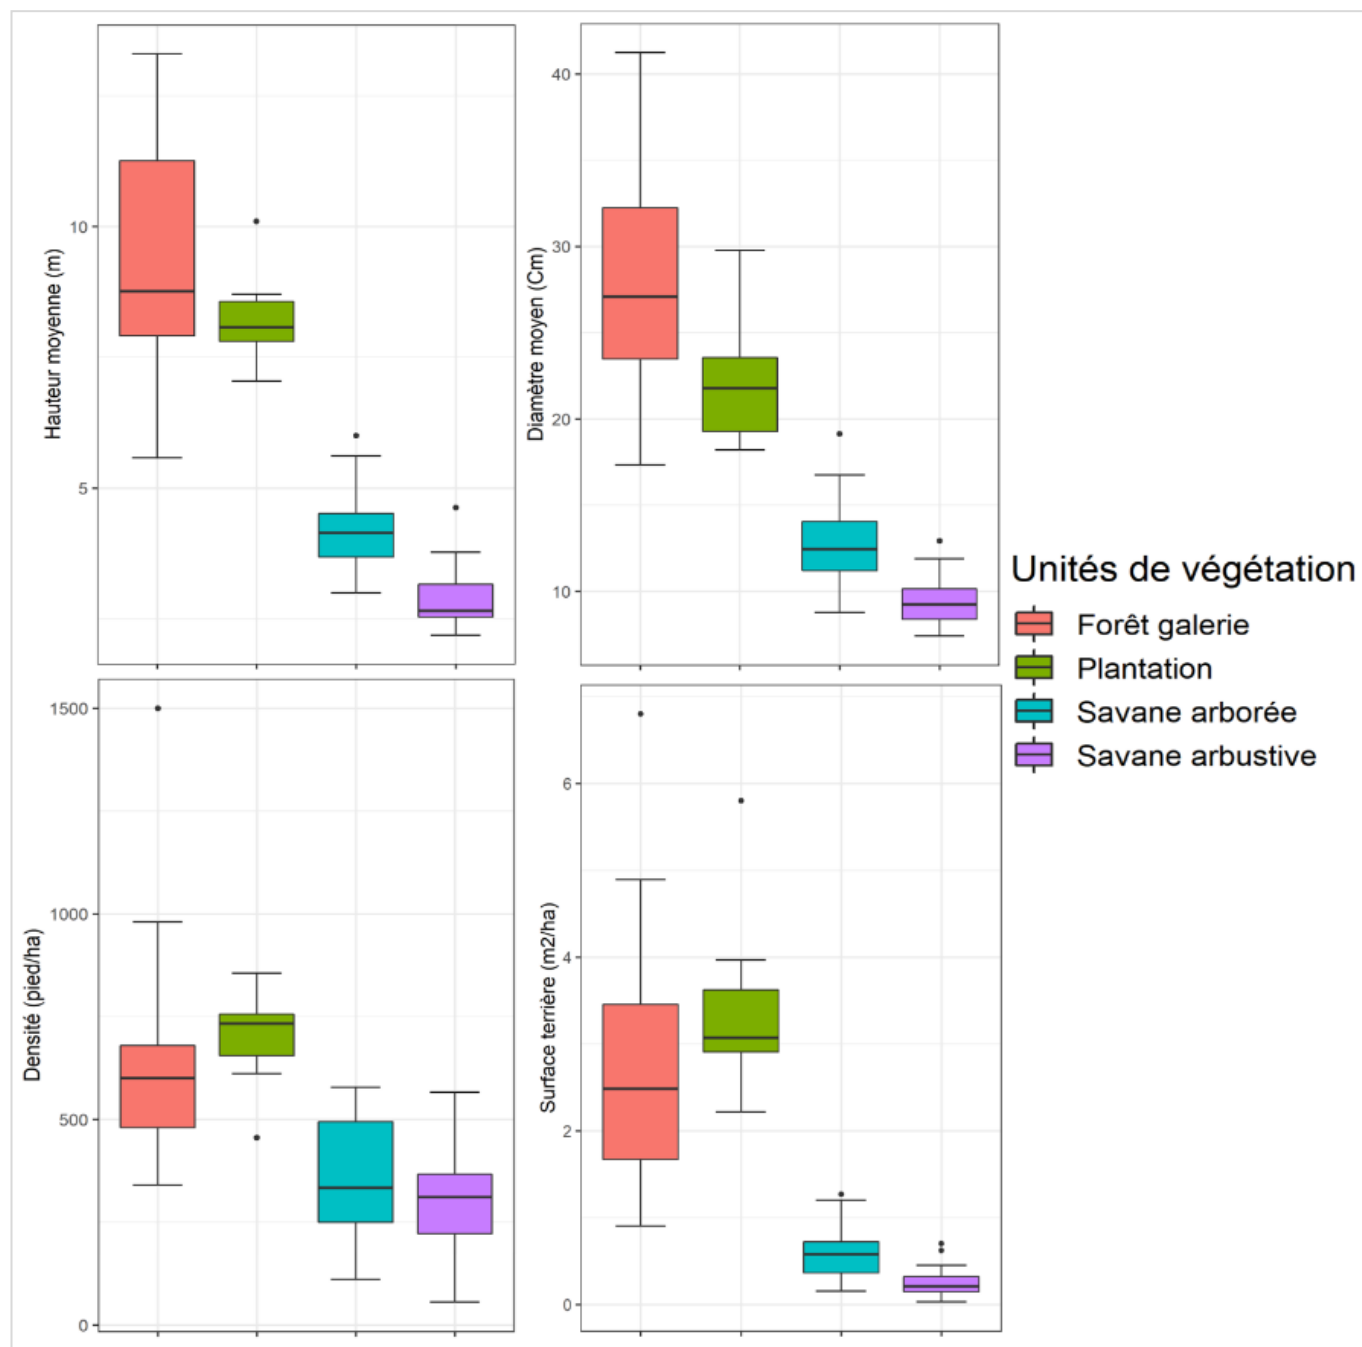 Hauteur moyenne (m)
10
5
Diamètre moyen (Cm)
40
30
20
10
Densité (pied/ha)
1500
1000
500
0
Surface terrière (m2/ha)
6
4
2
0
Unités de végétation
Forêt galerie
Plantation
Savane arborée
Savane arbustive